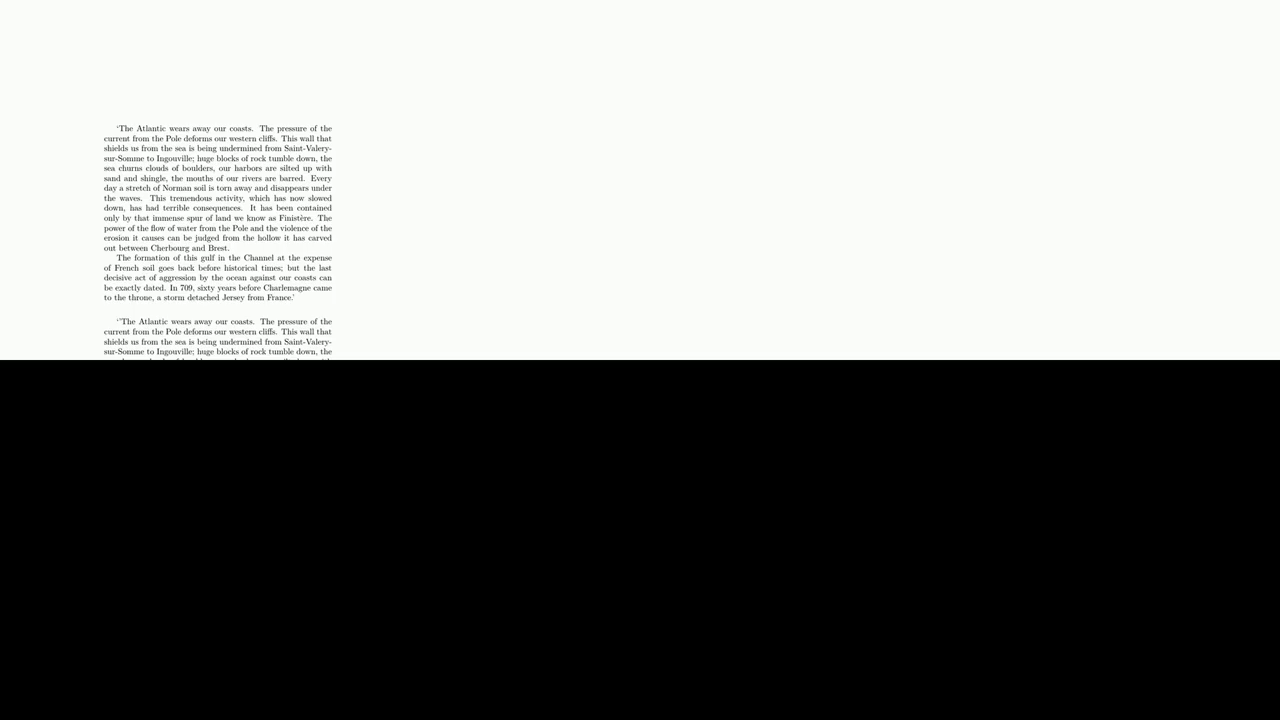 ‘The Atlantic wears away our coasts. The pressure of the
current from the Pole deforms our western cliffs. This wall that
shields us from the sea is being undermined from Saint-Valery-
sur-Somme to Ingouville; huge blocks of rock tumble down, the
sea churns clouds of boulders, our harbors are silted up with
sand and shingle, the mouths of our rivers are barred. Every
day a stretch of Norman soil is torn away and disappears under
the waves. This tremendous activity, which has now slowed
down, has had terrible consequences. It has been contained
only by that immense spur of land we know as Finistère. The
power of the flow of water from the Pole and the violence of the
erosion it causes can be judged from the hollow it has carved
out between Cherbourg and Brest.
The formation of this gulf in the Channel at the expense
of French soil goes back before historical times; but the last
decisive act of aggression by the ocean against our coasts can
be exactly dated. In 709, sixty years before Charlemagne came
to the throne, a storm detached Jersey from France.’
‘’The Atlantic wears away our coasts. The pressure of the
current from the Pole deforms our western cliffs. This wall that
shields us from the sea is being undermined from Saint-Valery-
sur-Somme to Ingouville; huge blocks of rock tumble down, the